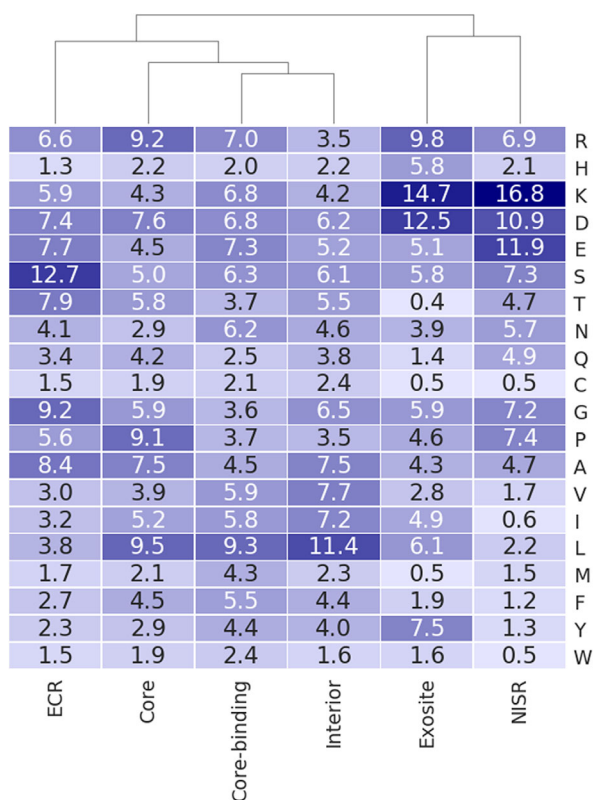 6.6 9.2 7.0 3.5 9.8 6.9 R
1.3 2.2 2.0 2.2 5.8 2.1 H
5.9 4.3 6.8 4.2 14.7 16.8 K
7.4 7.6 6.8 6.2 12.5 10.9 D
7.7 4.5 7.3 5.2 5.1 11.9 E
12.7 5.0 6.3 6.1 5.8 7.3 S
7.9 5.8 3.7 5.5 0.4 4.7 T
4.1 2.9 6.2 4.6 3.9 5.7 N
3.4 4.2 2.5 3.8 1.4 4.9 Q
1.5 1.9 2.1 2.4 0.5 0.5 C
9.2 5.9 3.6 6.5 5.9 7.2 G
5.6 9.1 3.7 3.5 4.6 7.4 P
8.4 7.5 4.5 7.5 4.3 4.7 A
3.0 3.9 5.9 7.7 2.8 1.7 V
3.2 5.2 5.8 7.2 4.9 0.6 I
3.8 9.5 9.3 11.4 6.1 2.2 L
1.7 2.1 4.3 2.3 0.5 1.5 M
2.7 4.5 5.5 4.4 1.9 1.2 F
2.3 2.9 4.4 4.0 7.5 1.3 Y
1.5 1.9 2.4 1.6 1.6 0.5 W
ECR Core Core-binding Interior Exosite NISR